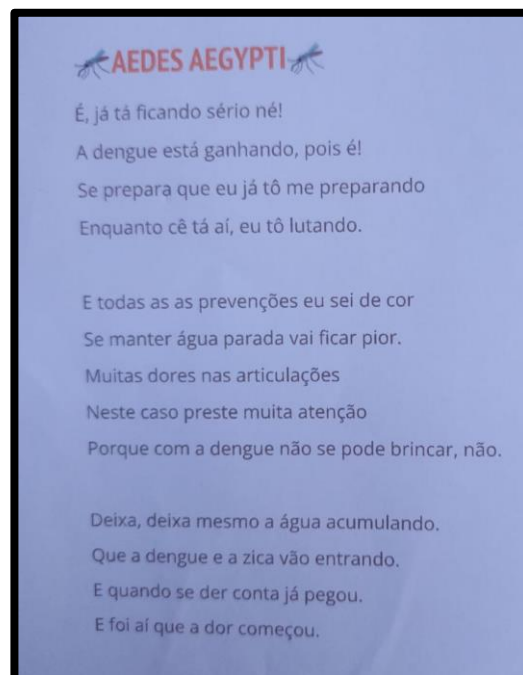 AEDES AEGYPTI
É, já tá ficando sério né!
A dengue está ganhando, pois é!
Se prepara que eu já tô me preparando
Enquanto cê tá aí, eu tô lutando.
E todas as as prevenções eu sei de cor
Se manter água parada vai ficar pior.
Muitas dores nas articulações
Neste caso preste muita atenção
Porque com a dengue não se pode brincar, não.
Deixa, deixa mesmo a água acumulando.
Que a dengue e a zica vão entrando.
E quando se der conta já pegou.
E foi aí que a dor começou.